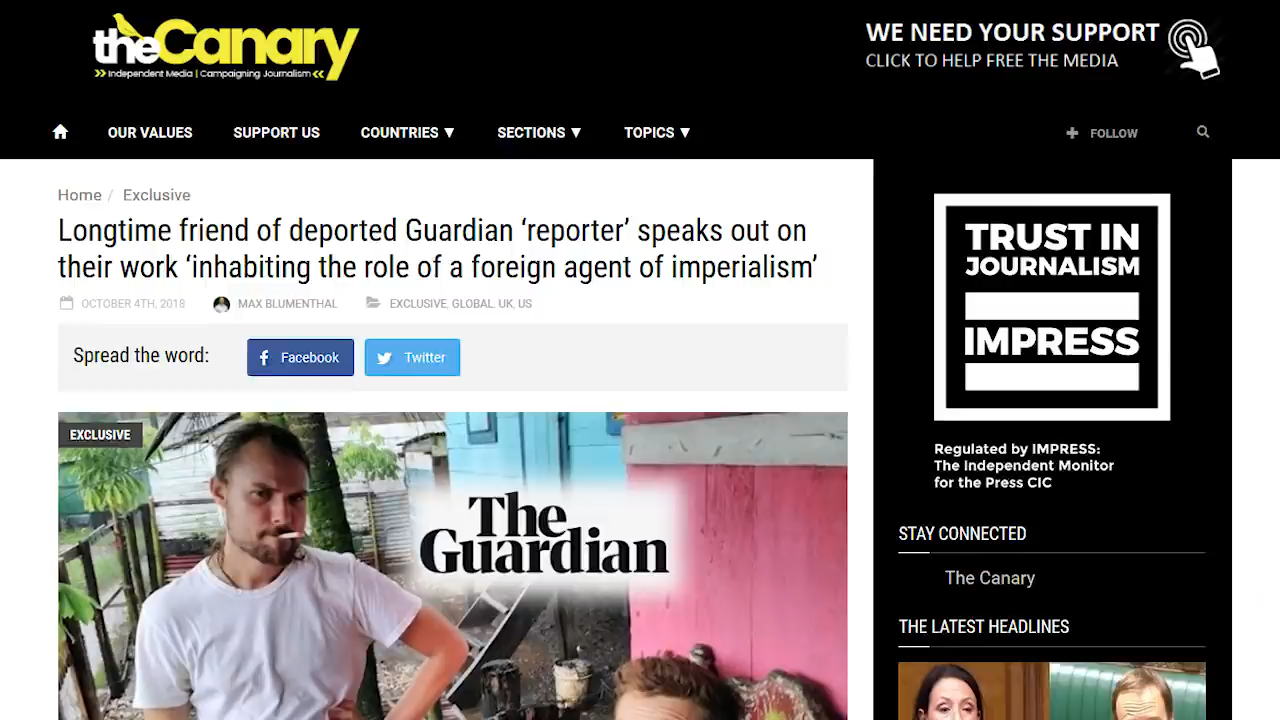 theCanary
Independent Media | Campaigning Journalism
WE NEED YOUR SUPPORT
CLICK TO HELP FREE THE MEDIA
OUR VALUES SUPPORT US COUNTRIES ▼ SECTIONS ▼ TOPICS ▼
FOLLOW
Home / Exclusive
Longtime friend of deported Guardian ‘reporter’ speaks out on
their work ‘inhabiting the role of a foreign agent of imperialism’
OCTOBER 4TH, 2018 MAX BLUMENTHAL EXCLUSIVE, GLOBAL, UK, US
Spread the word: Facebook Twitter
EXCLUSIVE
The
Guardian
TRUST IN
JOURNALISM
IMPRESS
Regulated by IMPRESS:
The Independent Monitor
for the Press CIC
STAY CONNECTED
The Canary
THE LATEST HEADLINES